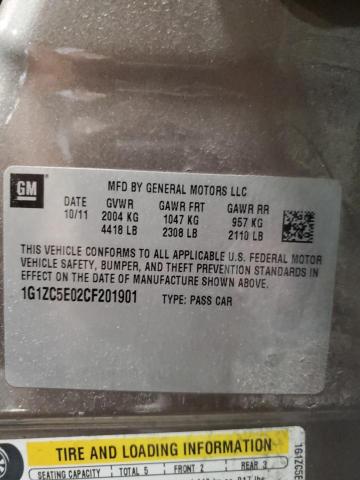 GM
MFD BY GENERAL MOTORS LLC
DATE GVWR GAWR FRT GAWR RR
10/11 2004 KG 1047 KG 957 KG
4418 LB 2308 LB 2110 LB
THIS VEHICLE CONFORMS TO ALL APPLICABLE U.S. FEDERAL MOTOR
VEHICLE SAFETY, BUMPER, AND THEFT PREVENTION STANDARDS
IN EFFECT ON THE DATE OF MANUFACTURE SHOWN ABOVE.
1G1ZC5E02CF201901 TYPE: PASS CAR
TIRE AND LOADING INFORMATION
SEATING CAPACITY TOTAL 5 FRONT 2 REAR 3
1G1ZC5E